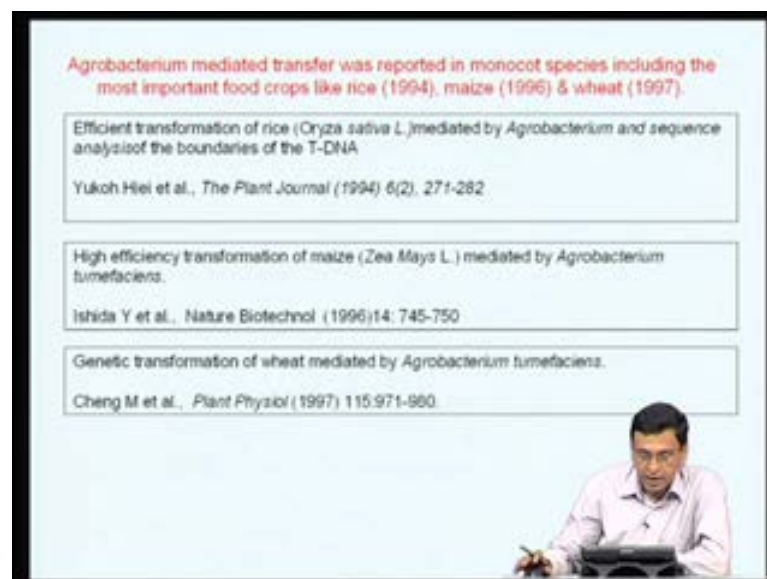 Agrobacterium mediated transfer was reported in monocot species including the
most important food crops like rice (1994), maize (1996) & wheat (1997).
Efficient transformation of rice (Oryza sativa L.)mediated by Agrobacterium and sequence
analysisof the boundaries of the T-DNA
Yukoh Hiei et al., The Plant Journal (1994) 6(2), 271-282
High efficiency transformation of maize (Zea Mays L.) mediated by Agrobacterium
tumefaciens.
Ishida Y et al., Nature Biotechnol (1996)14: 745-750
Genetic transformation of wheat mediated by Agrobacterium tumefaciens.
Cheng M et al., Plant Physiol (1997) 115:971-980.